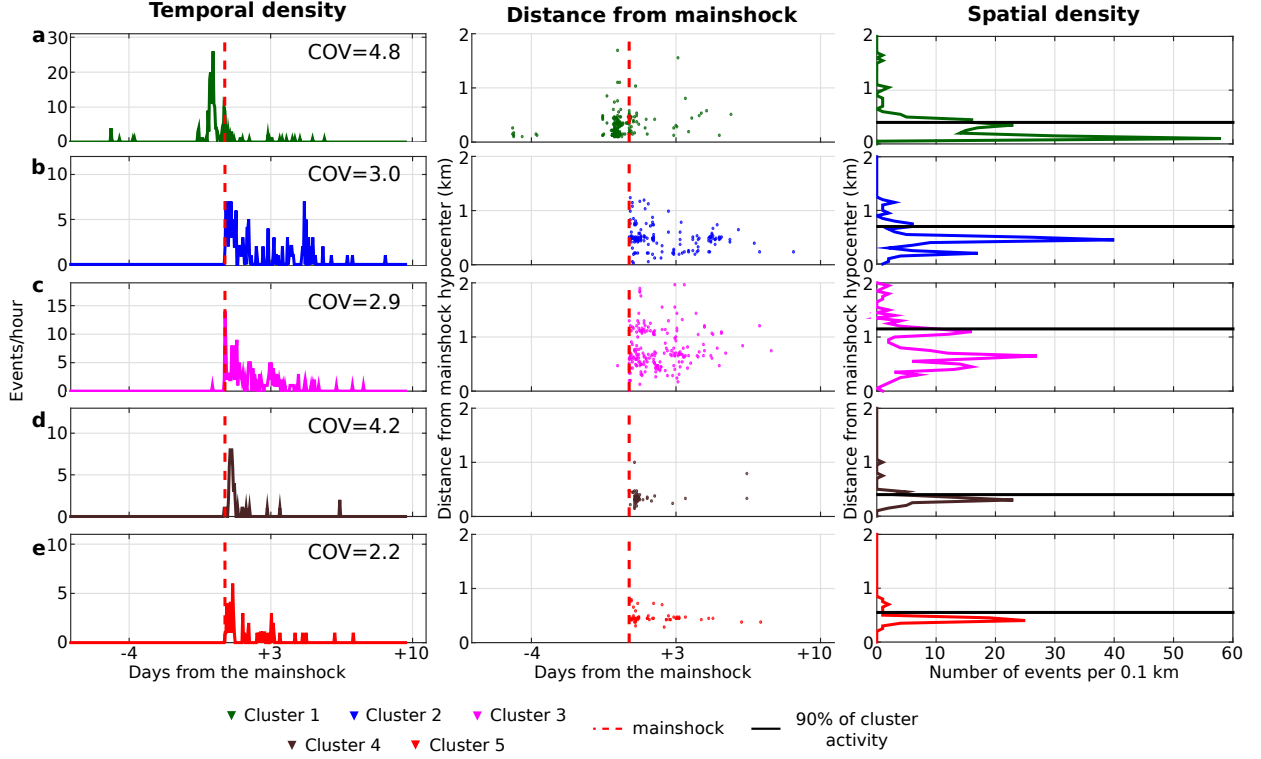 Temporal density
Distance from mainshock
Spatial density
a
COV=4.8
30
20
10
0
2
1
0
2
1
0
b
COV=3.0
10
5
0
2
1
0
2
1
0
c
COV=2.9
15
10
5
0
2
1
0
2
1
0
d
COV=4.2
10
5
0
2
1
0
2
1
0
e
COV=2.2
10
5
0
2
1
0
2
1
0
Events/hour
Distance from mainshock hypocenter (km)
Distance from mainshock hypocenter (km)
-4 +3 +10
-4 +3 +10
0 10 20 30 40 50 60
Days from the mainshock
Days from the mainshock
Number of events per 0.1 km
Cluster 1 Cluster 2 Cluster 3
Cluster 4 Cluster 5
mainshock
90% of cluster
activity